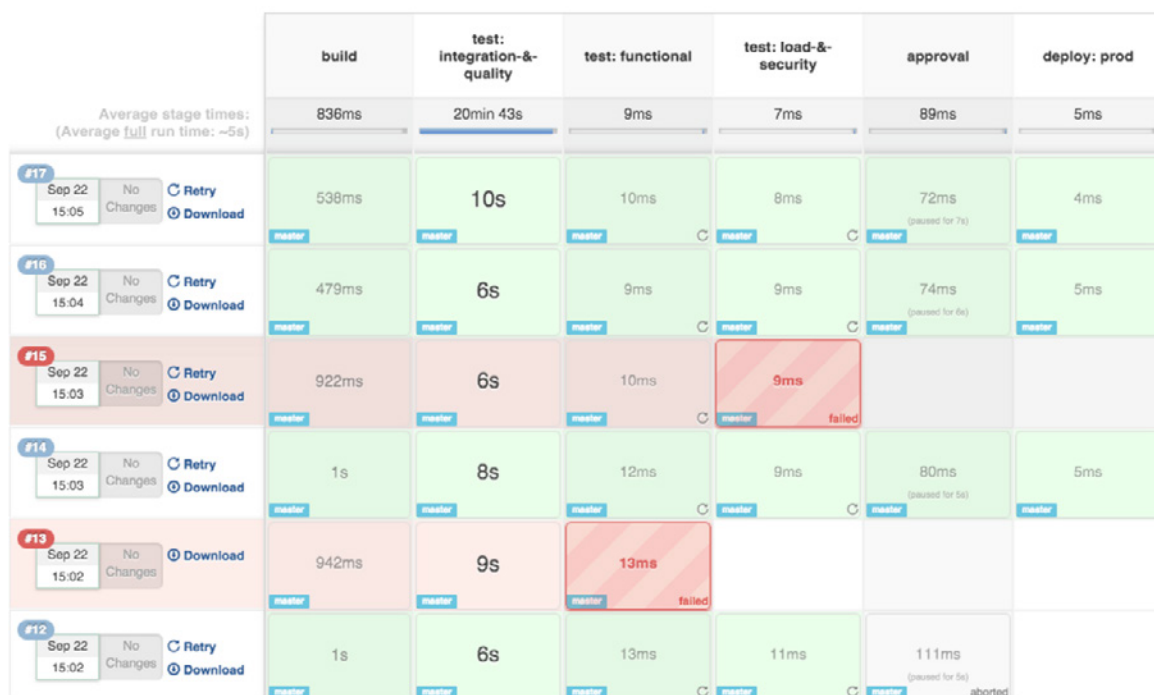 build
test:
integration-&-
quality
test: functional
test: load-&-
security
approval
deploy: prod
Average stage times:
(Average full run time: ~5s)
836ms
20min 43s
9ms
7ms
89ms
5ms
#17
Sep 22
15:05
No
Changes
Retry
Download
538ms
master
10s
master
10ms
master
8ms
master
72ms
(paused for 7s)
master
4ms
master
#16
Sep 22
15:04
No
Changes
Retry
Download
479ms
master
6s
master
9ms
master
9ms
master
74ms
(paused for 6s)
master
5ms
master
#15
Sep 22
15:03
No
Changes
Retry
Download
922ms
master
6s
master
10ms
master
9ms
master
failed
#14
Sep 22
15:03
No
Changes
Retry
Download
1s
master
8s
master
12ms
master
9ms
master
80ms
(paused for 5s)
master
5ms
master
#13
Sep 22
15:02
No
Changes
Download
942ms
master
9s
master
13ms
master
failed
#12
Sep 22
15:02
No
Changes
Retry
Download
1s
master
6s
master
13ms
master
11ms
master
111ms
(paused for 5s)
master
aborted